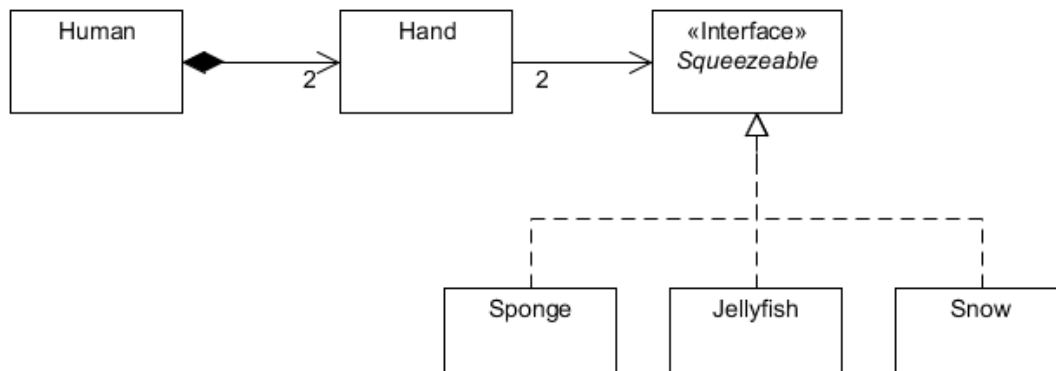 Human
Hand
«Interface»
Squeezeable
2
2
Sponge
Jellyfish
Snow